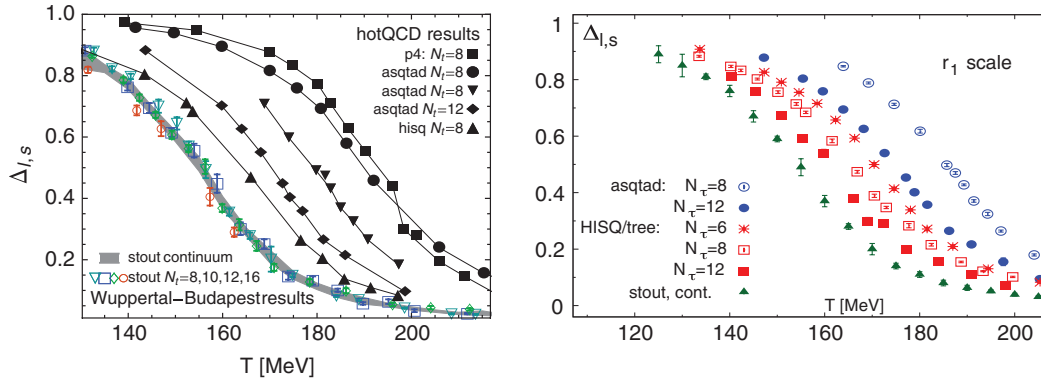 hotQCD results
p4: Nt=8
asqtad Nt=8
asqtad Nt=8
asqtad Nt=12
hisq Nt=8
1.0
0.8
0.6
0.4
0.2
Δl,s
stout continuum
stout Nt=8,10,12,16
Wuppertal–Budapest results
140
160
180
200
T [MeV]
Δl,s
r1 scale
1
0.8
0.6
0.4
0.2
0
asqtad: Nτ=8
Nτ=12
HISQ/tree: Nτ=6
Nτ=8
Nτ=12
stout, cont.
T [MeV]
120
140
160
180
200